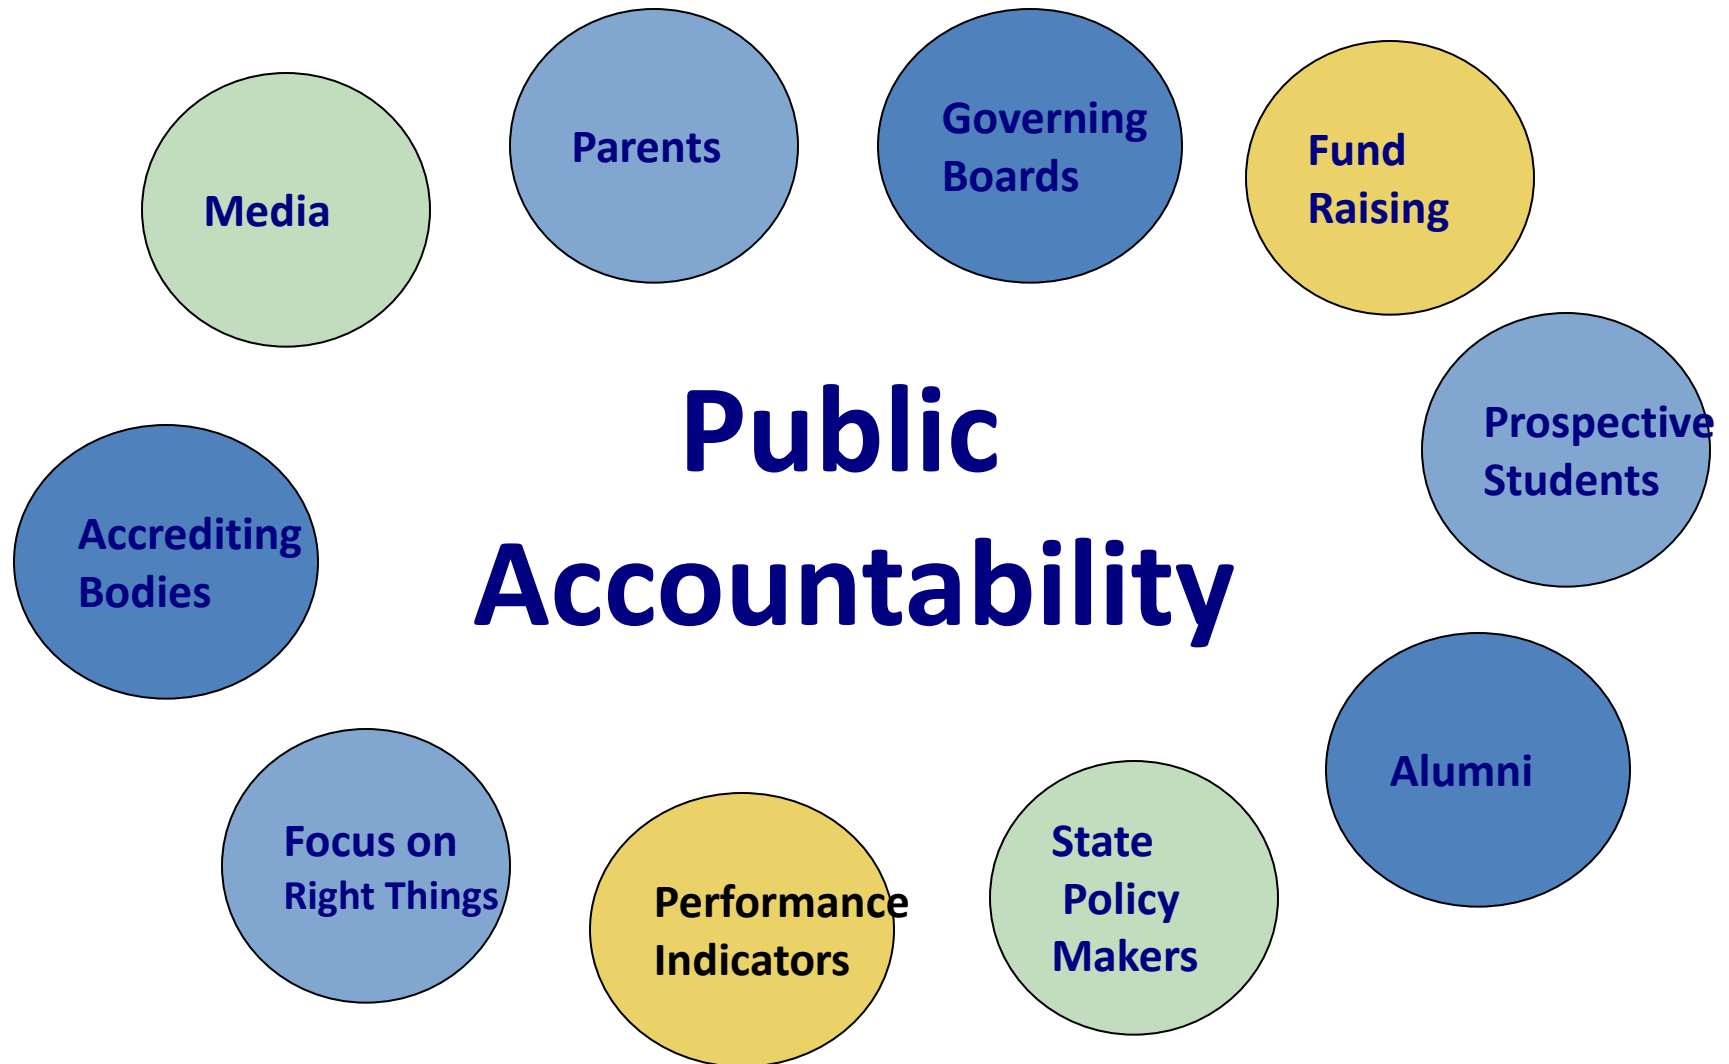 Media
Parents
Governing
Boards
Fund
Raising
Public
Accountability
Prospective
Students
Accrediting
Bodies
Alumni
Focus on
Right Things
Performance
Indicators
State
Policy
Makers